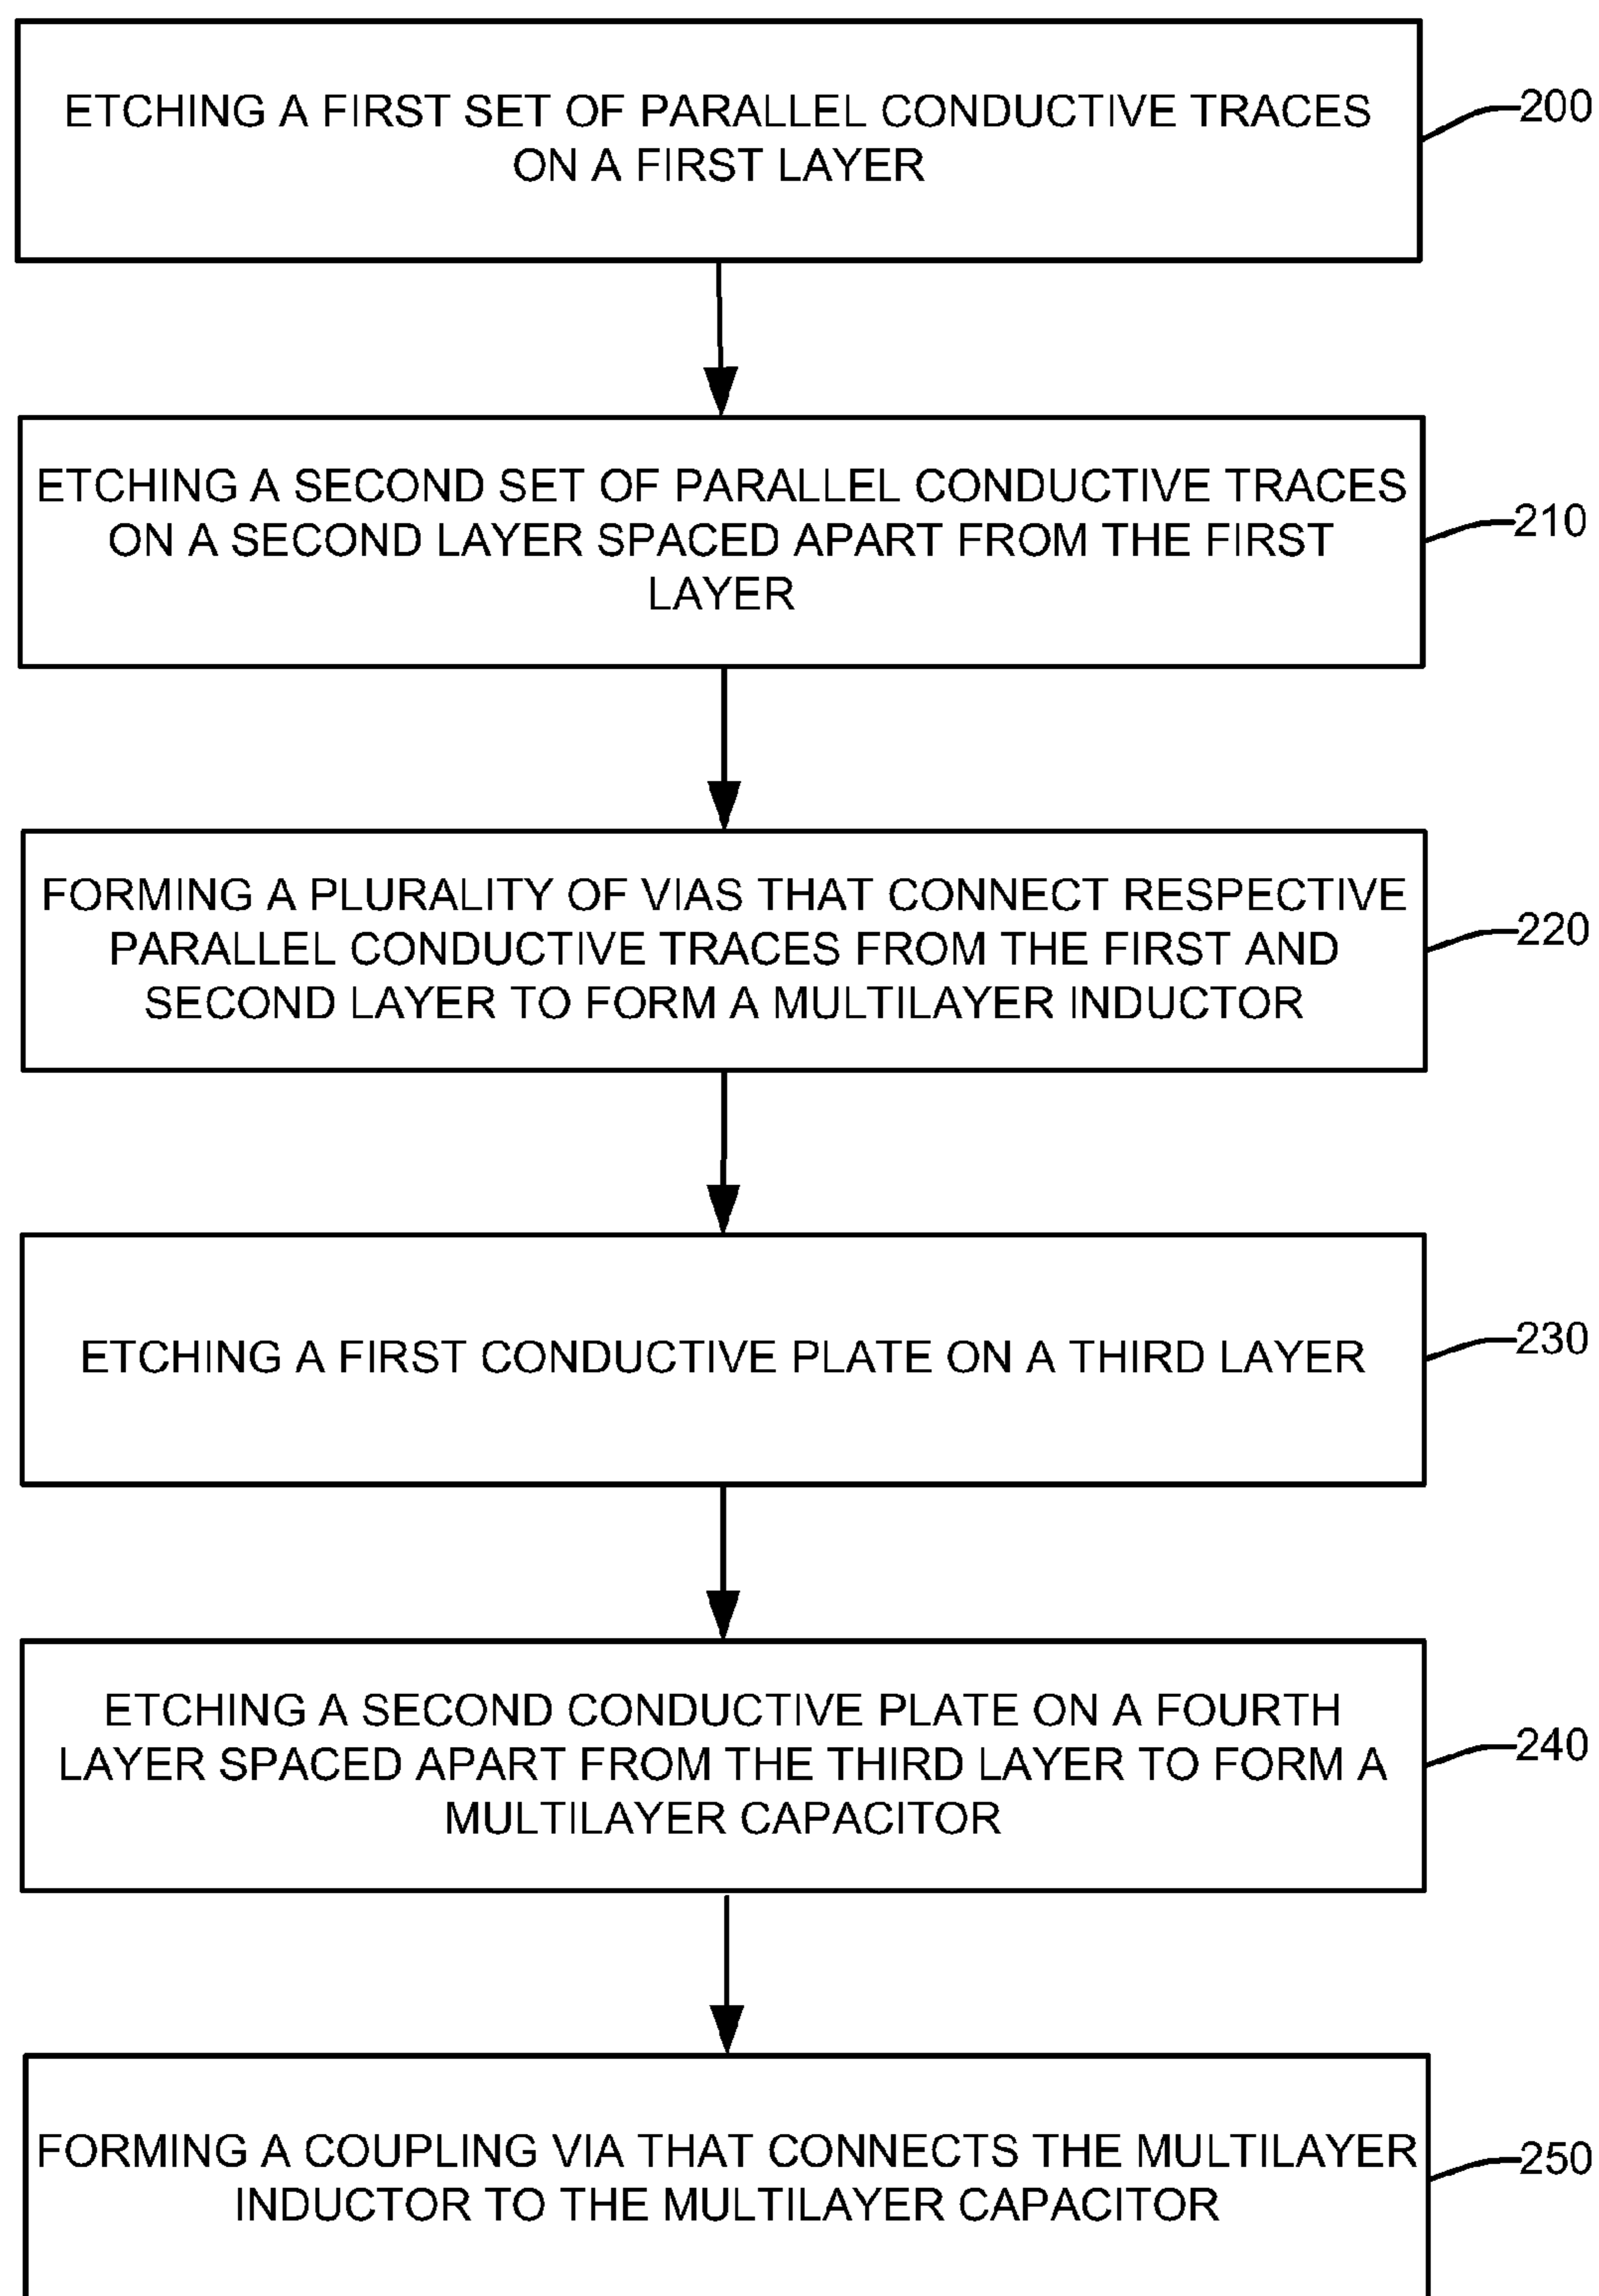 ETCHING A FIRST SET OF PARALLEL CONDUCTIVE TRACES
ON A FIRST LAYER
200
ETCHING A SECOND SET OF PARALLEL CONDUCTIVE TRACES
ON A SECOND LAYER SPACED APART FROM THE FIRST
LAYER
210
FORMING A PLURALITY OF VIAS THAT CONNECT RESPECTIVE
PARALLEL CONDUCTIVE TRACES FROM THE FIRST AND
SECOND LAYER TO FORM A MULTILAYER INDUCTOR
220
ETCHING A FIRST CONDUCTIVE PLATE ON A THIRD LAYER
230
ETCHING A SECOND CONDUCTIVE PLATE ON A FOURTH
LAYER SPACED APART FROM THE THIRD LAYER TO FORM A
MULTILAYER CAPACITOR
240
FORMING A COUPLING VIA THAT CONNECTS THE MULTILAYER
INDUCTOR TO THE MULTILAYER CAPACITOR
250